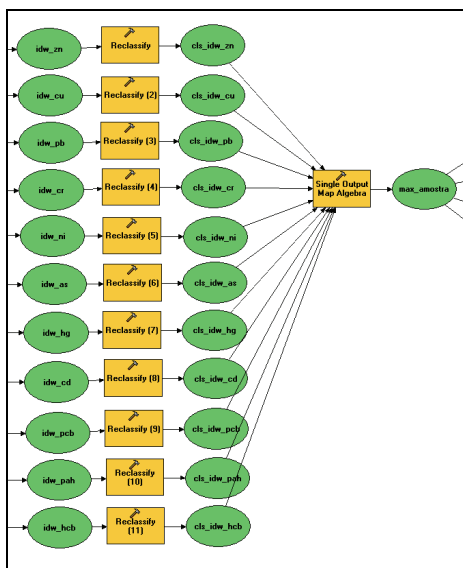 idw_zn Reclassify cls_idw_zn
idw_cu Reclassify (2) cls_idw_cu
idw_pb Reclassify (3) cls_idw_pb
idw_cr Reclassify (4) cls_idw_cr
Single Output
Map Algebra
max_amostra
idw_ni Reclassify (5) cls_idw_ni
idw_as Reclassify (6) cls_idw_as
idw_hg Reclassify (7) cls_idw_hg
idw_cd Reclassify (8) cls_idw_cd
idw_pcb Reclassify (9) cls_idw_pcb
idw_pah Reclassify
(10) cls_idw_pah
idw_hcb Reclassify
(11) cls_idw_hcb